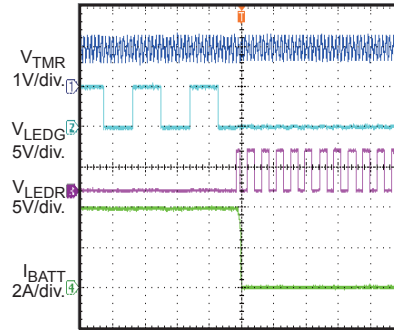 T
V_TMR
1V/div.
1
V_LEDG
5V/div.
2
V_LEDR
5V/div.
3
I_BATT
2A/div.
4